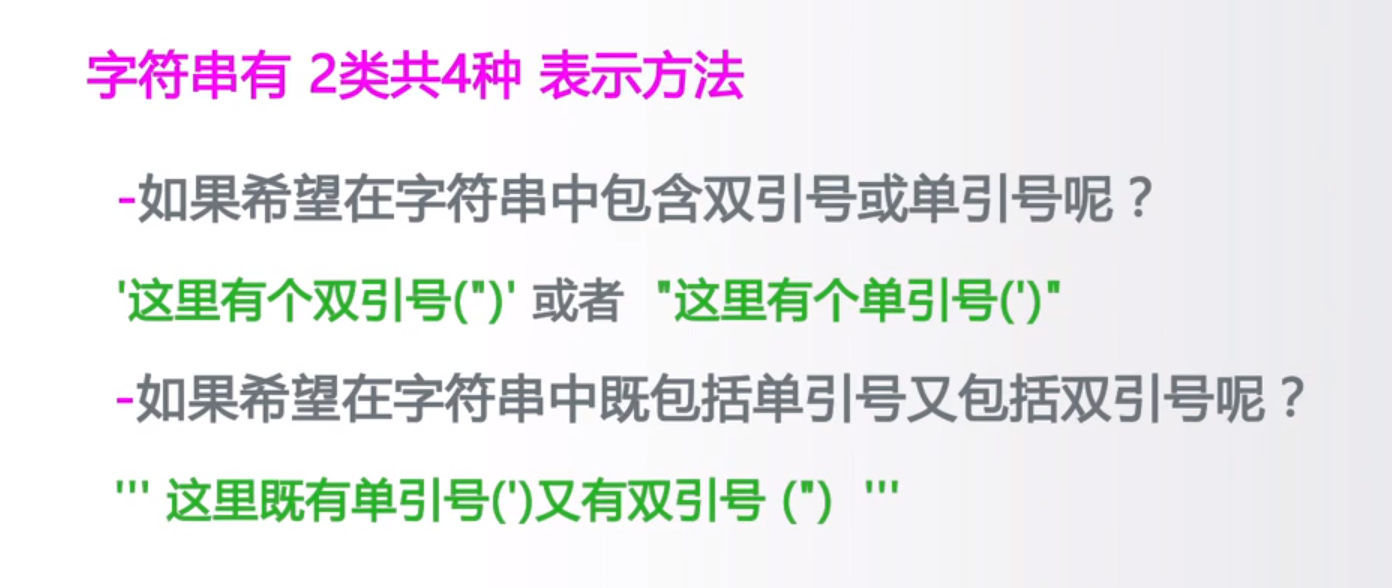 字符串有 2类共4种 表示方法
-如果希望在字符串中包含双引号或单引号呢？
'这里有个双引号(")' 或者 "这里有个单引号(')"
-如果希望在字符串中既包括单引号又包括双引号呢？
''' 这里既有单引号(')又有双引号 (") '''